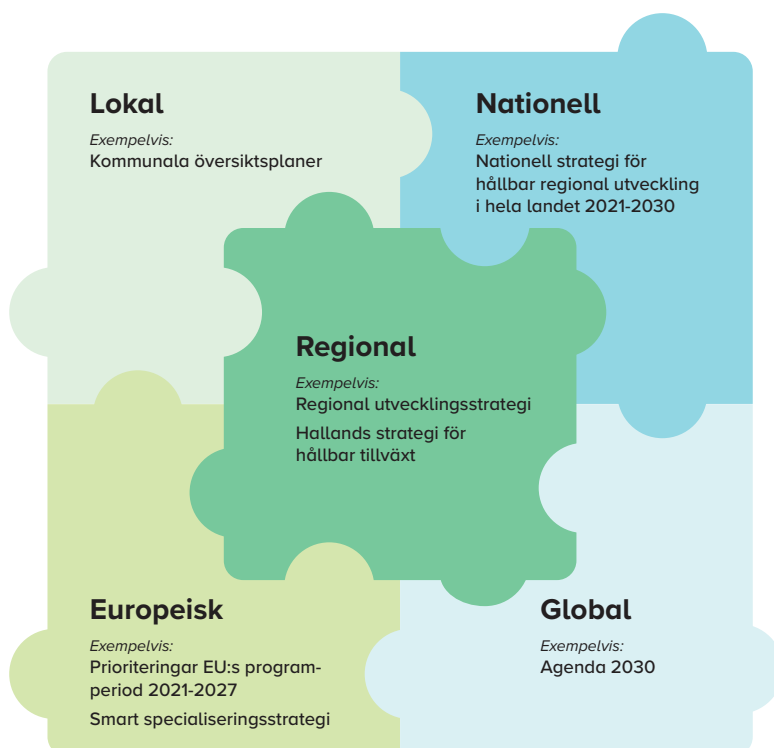 Lokal
Exempelvis:
Kommunala översiktsplaner
Nationell
Exempelvis:
Nationell strategi för
hållbar regional utveckling
i hela landet 2021-2030
Regional
Exempelvis:
Regional utvecklingsstrategi
Hallands strategi för
hållbar tillväxt
Europeisk
Exempelvis:
Prioriteringar EU:s program-
period 2021-2027
Smart specialiseringsstrategi
Global
Exempelvis:
Agenda 2030